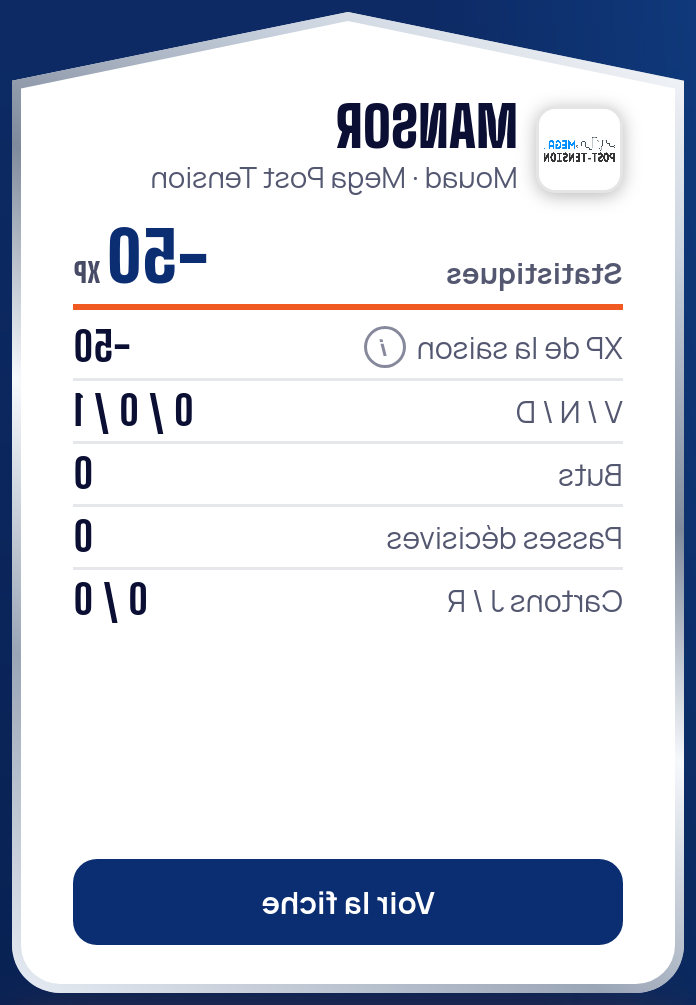 MEGA
POST-TENSION
MANSOR
Mouad · Mega Post Tension
Statistiques
-50 XP
XP de la saison i
-50
V / N / D
0 / 0 / 1
Buts
0
Passes décisives
0
Cartons J / R
0 / 0
Voir la fiche